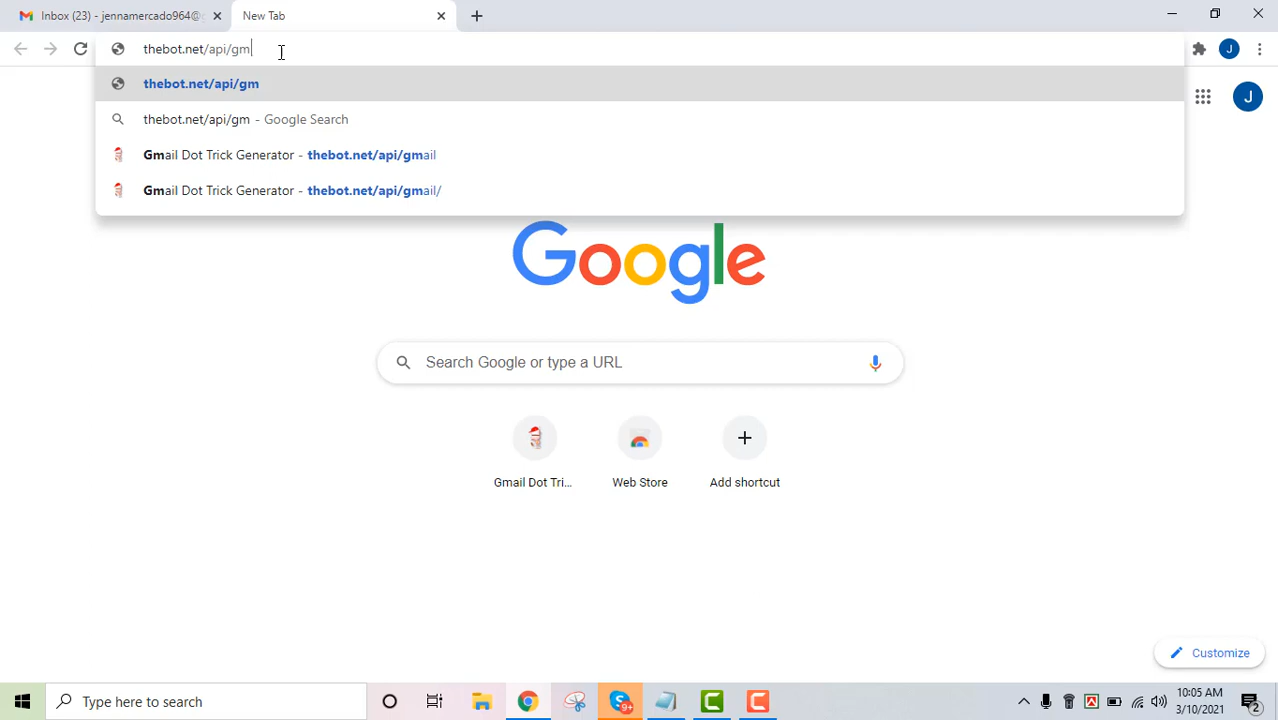 Inbox (23) - jennamercado964@
New Tab
thebot.net/api/gm
J
thebot.net/api/gm
thebot.net/api/gm - Google Search
Gmail Dot Trick Generator - thebot.net/api/gmail
Gmail Dot Trick Generator - thebot.net/api/gmail/
J
Google
Search Google or type a URL
Gmail Dot Tri...
Web Store
Add shortcut
Customize
Type here to search
9+
10:05 AM
3/10/2021
2